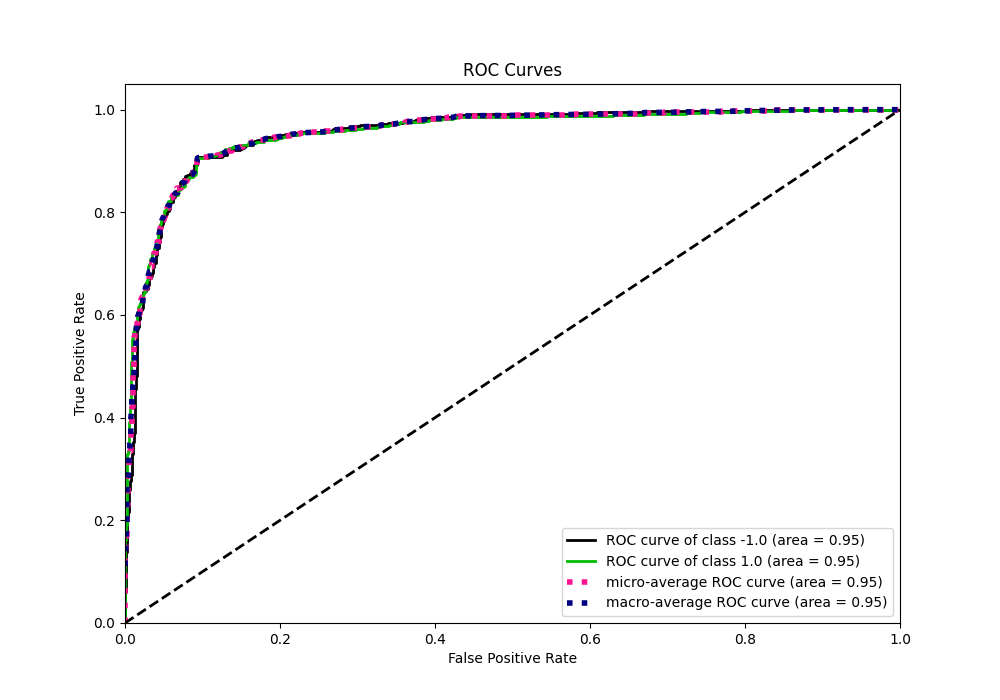 ROC Curves
1.0
0.8
0.6
0.4
0.2
0.0
True Positive Rate
0.0
0.2
0.4
0.6
0.8
1.0
False Positive Rate
ROC curve of class -1.0 (area = 0.95)
ROC curve of class 1.0 (area = 0.95)
micro-average ROC curve (area = 0.95)
macro-average ROC curve (area = 0.95)